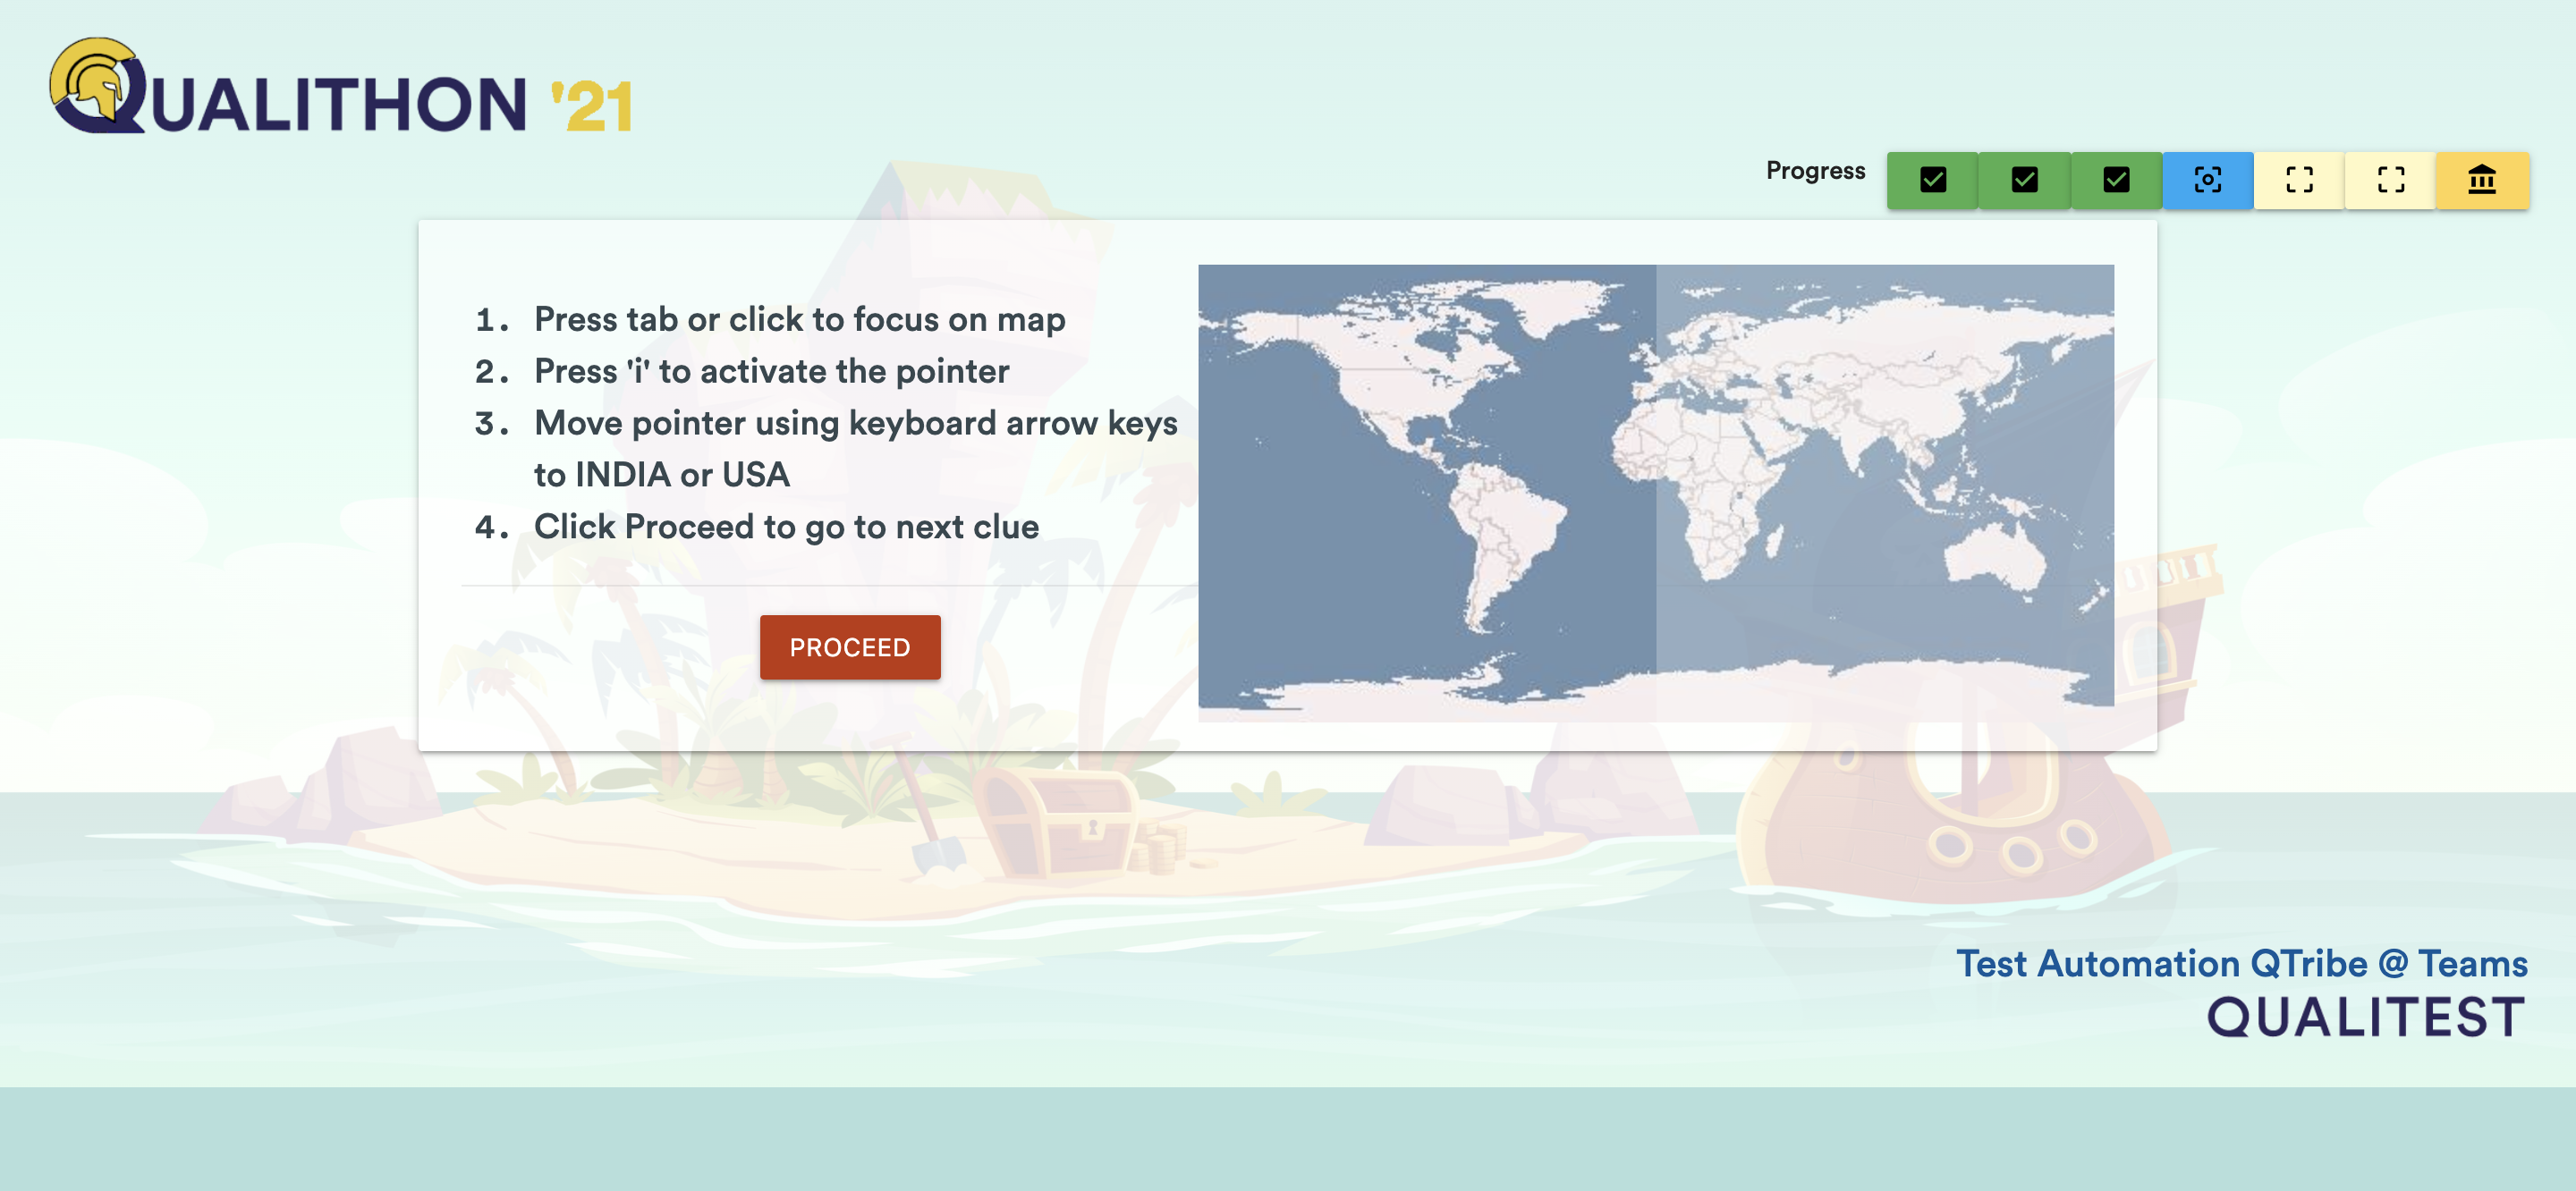 QUALITHON '21
Progress
1. Press tab or click to focus on map
2. Press 'i' to activate the pointer
3. Move pointer using keyboard arrow keys
to INDIA or USA
4. Click Proceed to go to next clue
PROCEED
Test Automation QTribe @ Teams
QUALITEST